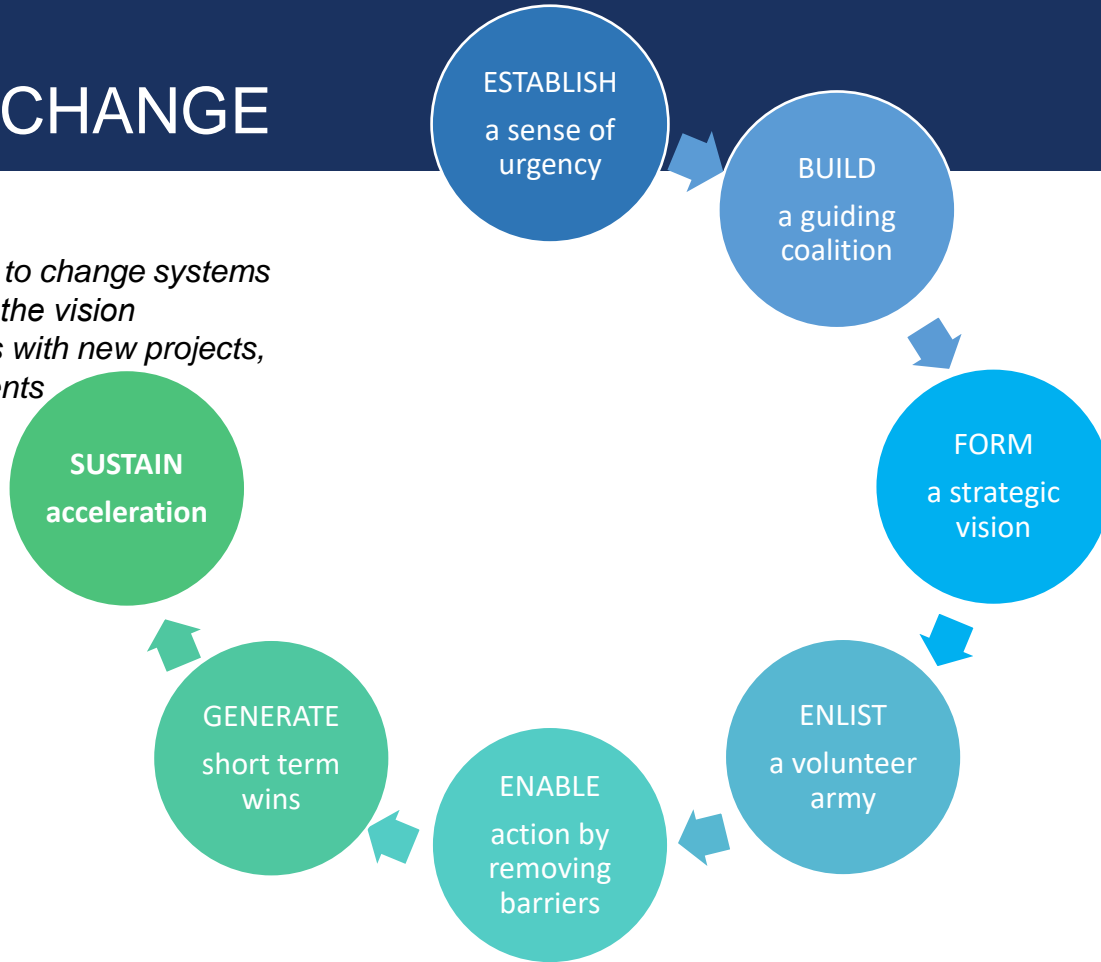 CHANGE
to change systems
the vision
with new projects,
ESTABLISH
a sense of
urgency
BUILD
a guiding
coalition
FORM
a strategic
vision
ENLIST
a volunteer
army
ENABLE
action by
removing
barriers
GENERATE
short term
wins
SUSTAIN
acceleration